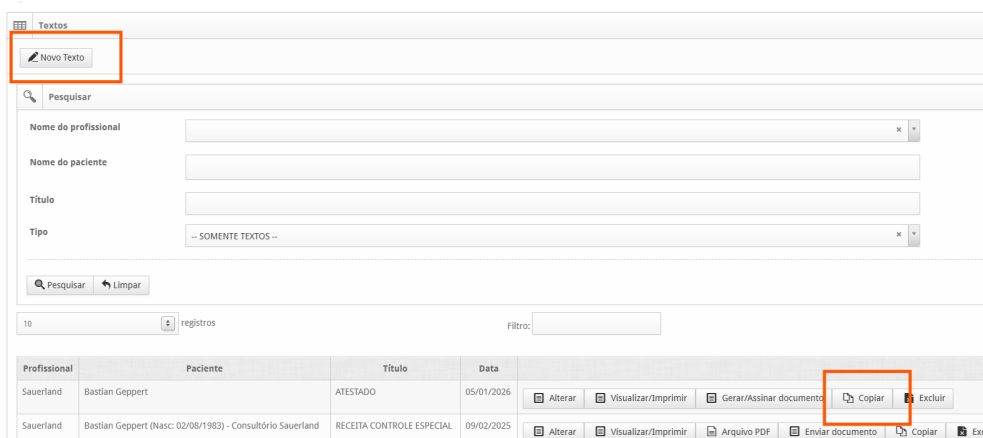 Textos
Novo Texto
Pesquisar
Nome do profissional
Nome do paciente
Título
Tipo
-- SOMENTE TEXTOS --
Pesquisar Limpar
10 registros Filtro:
Profissional Paciente Título Data
Sauerland Bastian Geppert ATESTADO 05/01/2026 Alterar Visualizar/Imprimir Gerar/Assinar documento Copiar Excluir
Sauerland Bastian Geppert (Nasc: 02/08/1983) - Consultório Sauerland RECEITA CONTROLE ESPECIAL 09/02/2025 Alterar Visualizar/Imprimir Arquivo PDF Enviar documento Copiar